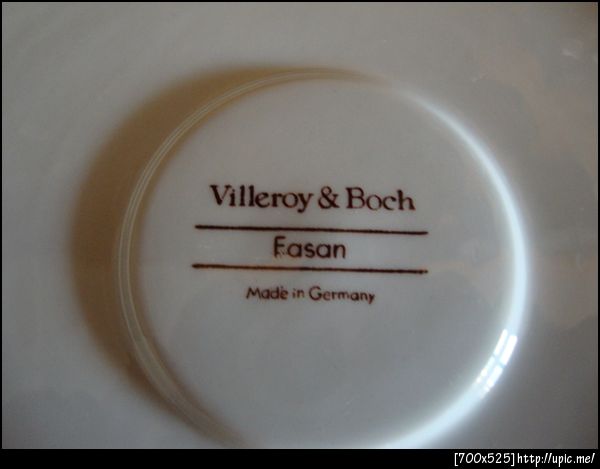 Villeroy & Boch
Fasan
Made in Germany
[700x525]http://upic.me/